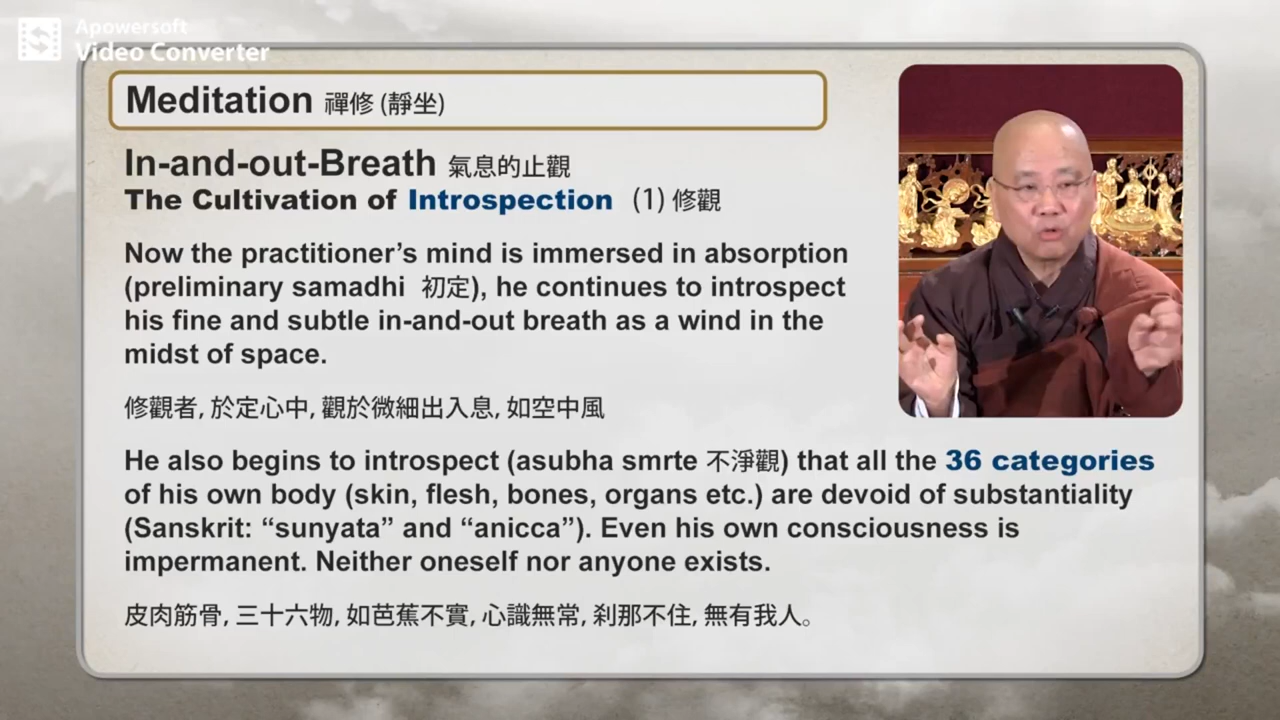 Apowersoft
Video Converter
Meditation 禪修 (靜坐)
In-and-out-Breath 氣息的止觀
The Cultivation of Introspection (1) 修觀
Now the practitioner’s mind is immersed in absorption
(preliminary samadhi 初定), he continues to introspect
his fine and subtle in-and-out breath as a wind in the
midst of space.
修觀者, 於定心中, 觀於微細出入息, 如空中風
He also begins to introspect (asubha smrte 不淨觀) that all the 36 categories
of his own body (skin, flesh, bones, organs etc.) are devoid of substantiality
(Sanskrit: “sunyata” and “anicca”). Even his own consciousness is
impermanent. Neither oneself nor anyone exists.
皮肉筋骨, 三十六物, 如芭蕉不實, 心識無常, 刹那不住, 無有我人。